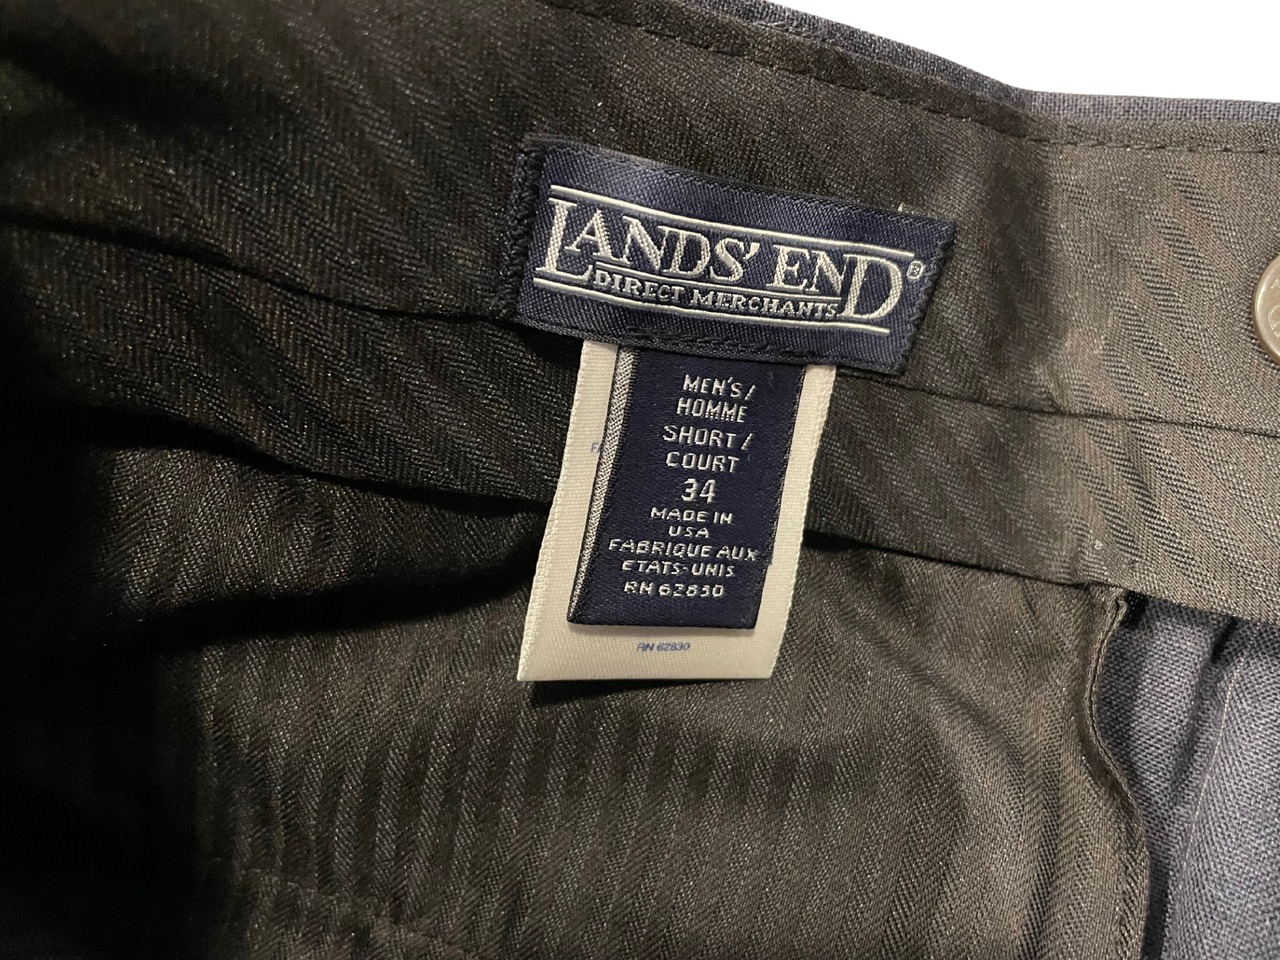 LANDS' END®
DIRECT MERCHANTS
MEN'S/
HOMME
SHORT/
COURT
34
MADE IN
USA
FABRIQUE AUX
ETATS-UNIS
RN 62830
RN 62830